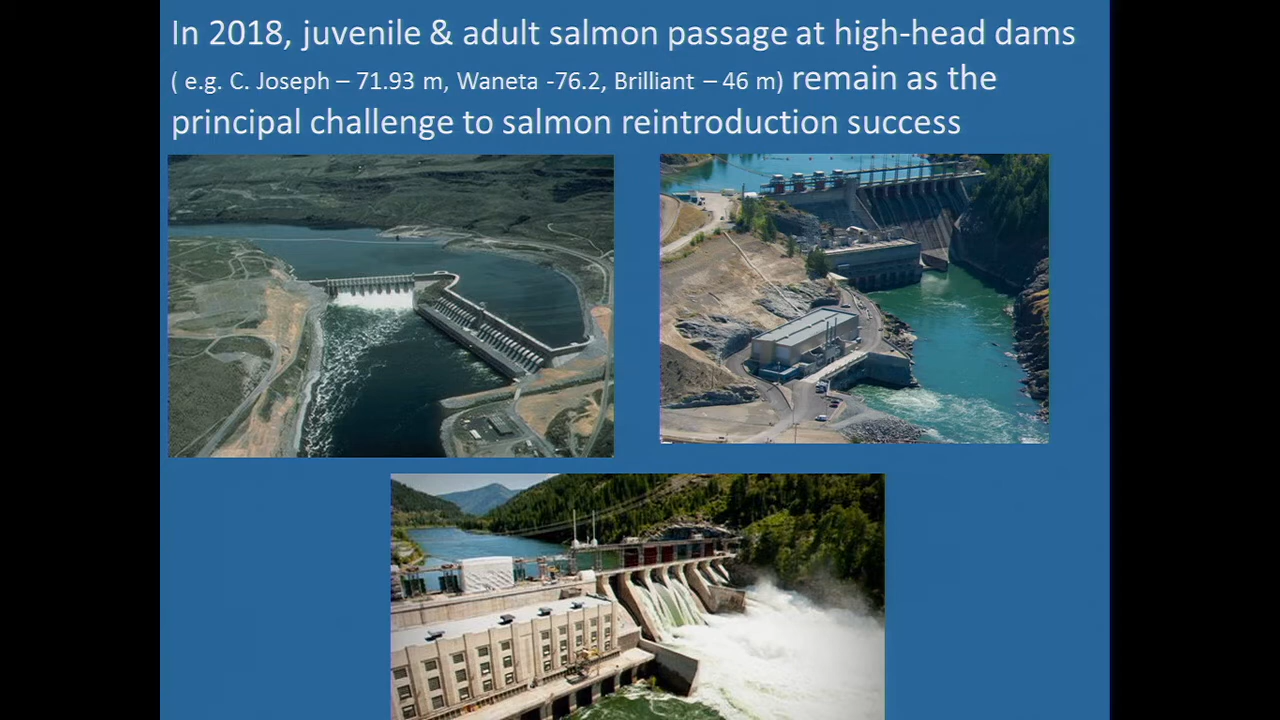 In 2018, juvenile & adult salmon passage at high-head dams
( e.g. C. Joseph – 71.93 m, Waneta -76.2, Brilliant – 46 m) remain as the
principal challenge to salmon reintroduction success